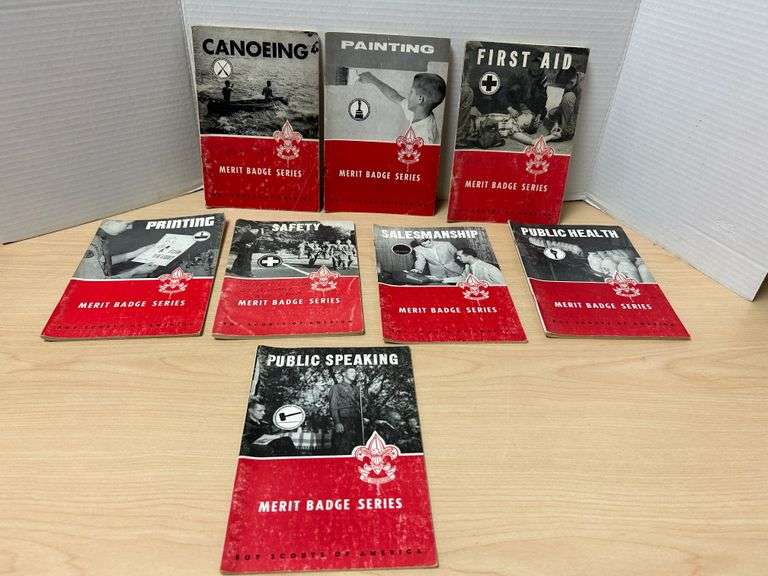 CANOEING
MERIT BADGE SERIES
PAINTING
MERIT BADGE SERIES
FIRST AID
MERIT BADGE SERIES
PRINTING
MERIT BADGE SERIES
SAFETY
MERIT BADGE SERIES
SALESMANSHIP
MERIT BADGE SERIES
PUBLIC HEALTH
MERIT BADGE SERIES
PUBLIC SPEAKING
MERIT BADGE SERIES
BOY SCOUTS OF AMERICA